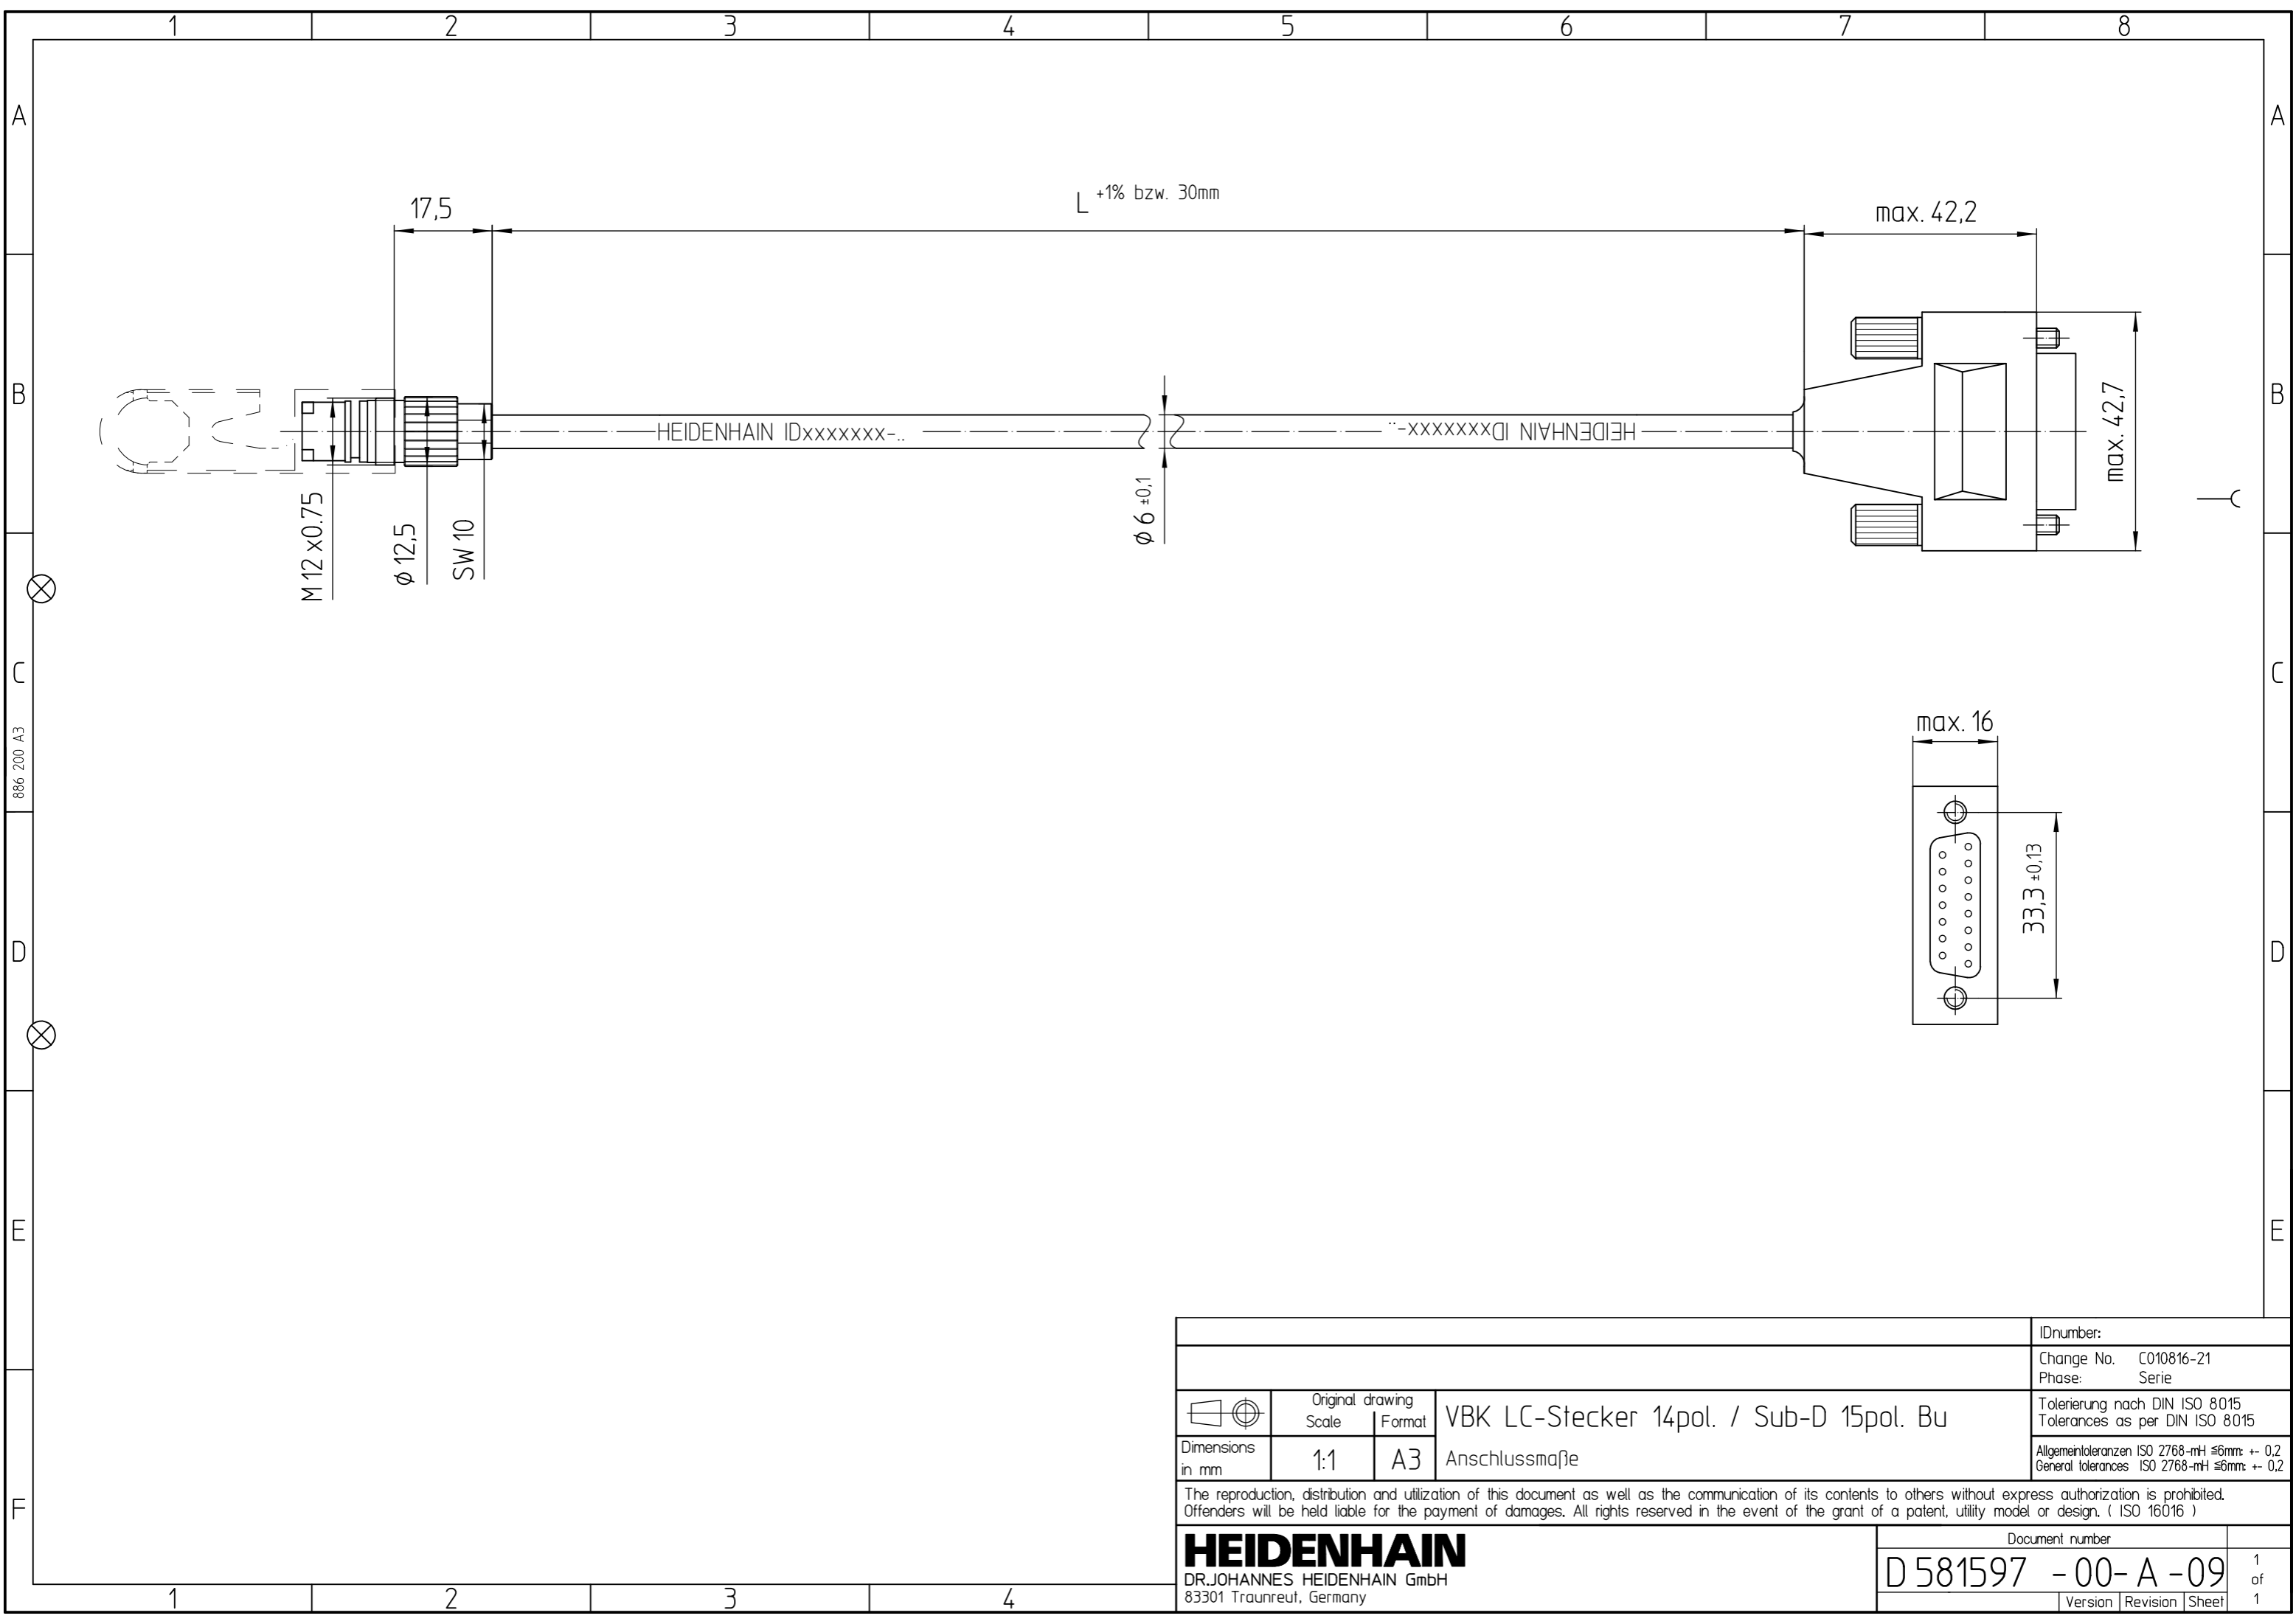 1 2 3 4 5 6 7 8
A A
17,5
L +1% bzw. 30mm
max. 42,2
B B
HEIDENHAIN IDxxxxxxx-..
HEIDENHAIN IDxxxxxxx-..
max. 42,7
M 12 x0.75
ϕ 12,5
SW 10
ϕ 6 ±0,1
C C
886 200 A3
max. 16
33,3 ±0,13
D D
E E
IDnumber:
Change No. C010816-21
Phase: Serie
Original drawing
Scale Format
VBK LC-Stecker 14pol. / Sub-D 15pol. Bu
Tolerierung nach DIN ISO 8015
Tolerances as per DIN ISO 8015
Dimensions
in mm
1:1 A3
Anschlussmaße
Allgemeintoleranzen ISO 2768-mH ≤6mm: +- 0,2
General tolerances ISO 2768-mH ≤6mm: +- 0,2
F
The reproduction, distribution and utilization of this document as well as the communication of its contents to others without express authorization is prohibited.
Offenders will be held liable for the payment of damages. All rights reserved in the event of the grant of a patent, utility model or design. ( ISO 16016 )
HEIDENHAIN
DR.JOHANNES HEIDENHAIN GmbH
83301 Traunreut, Germany
Document number
D 581597 - 00 - A - 09
Version Revision Sheet
1
of
1
1 2 3 4